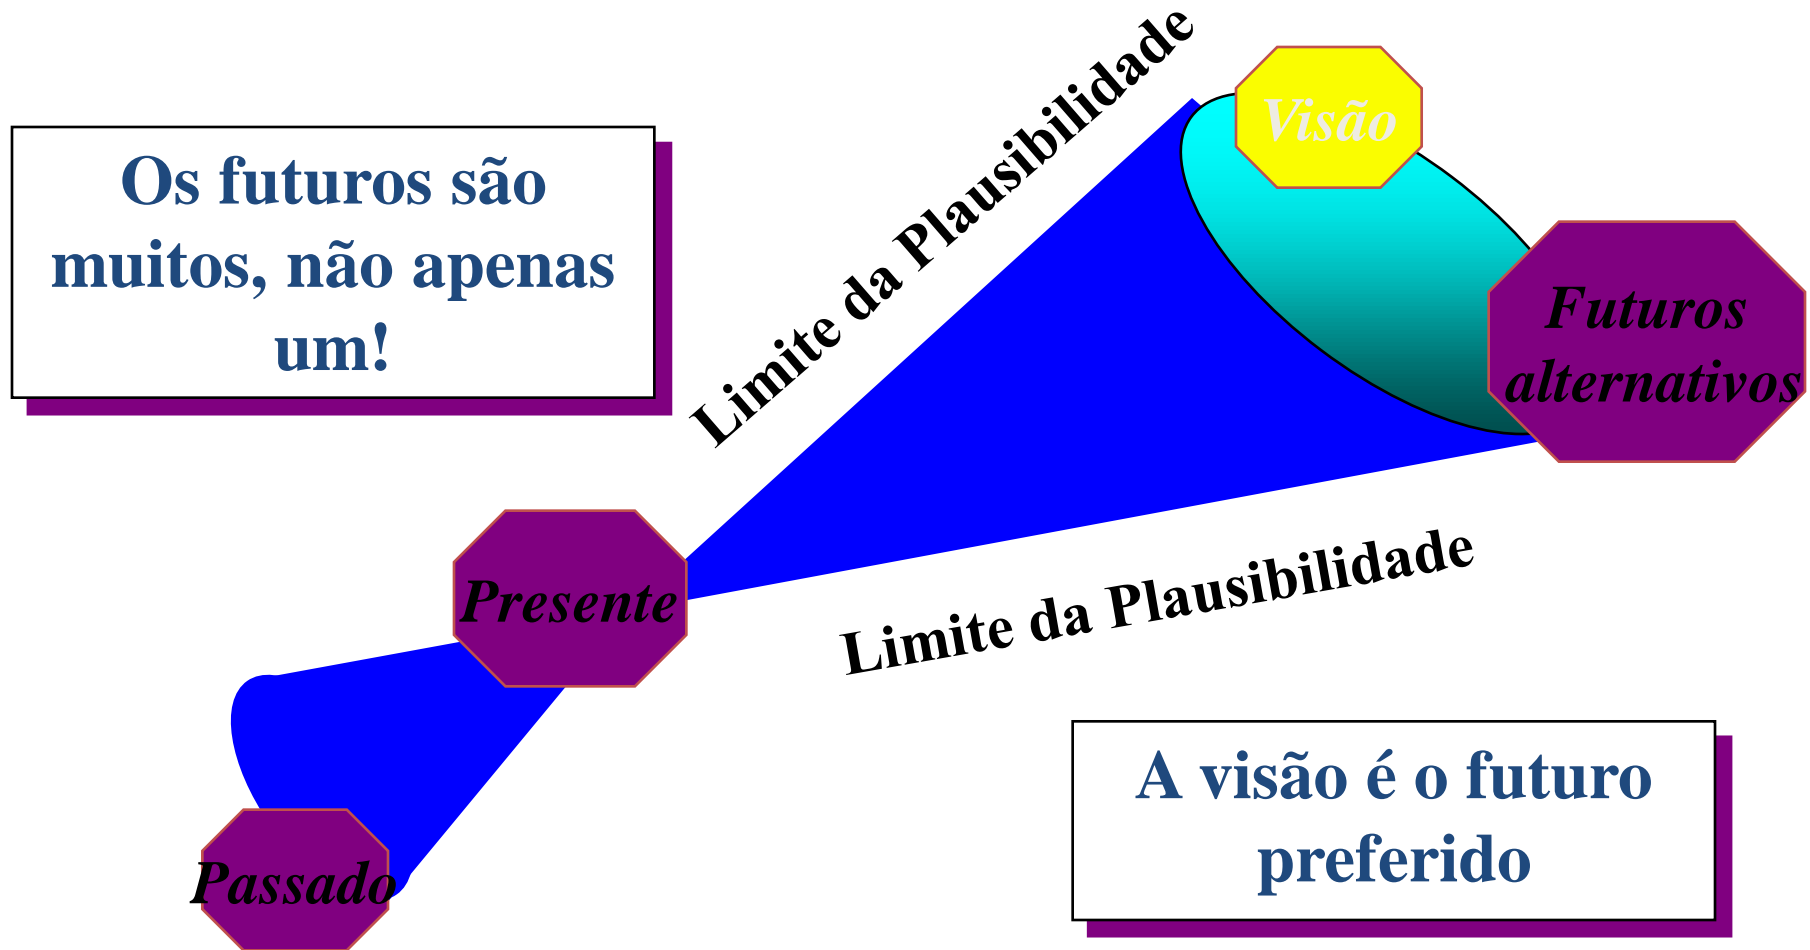 Limite da Plausibilidade
Visão
Os futuros são
muitos, não apenas
um!
Futuros
alternativos
Presente
Limite da Plausibilidade
A visão é o futuro
preferido
Passado